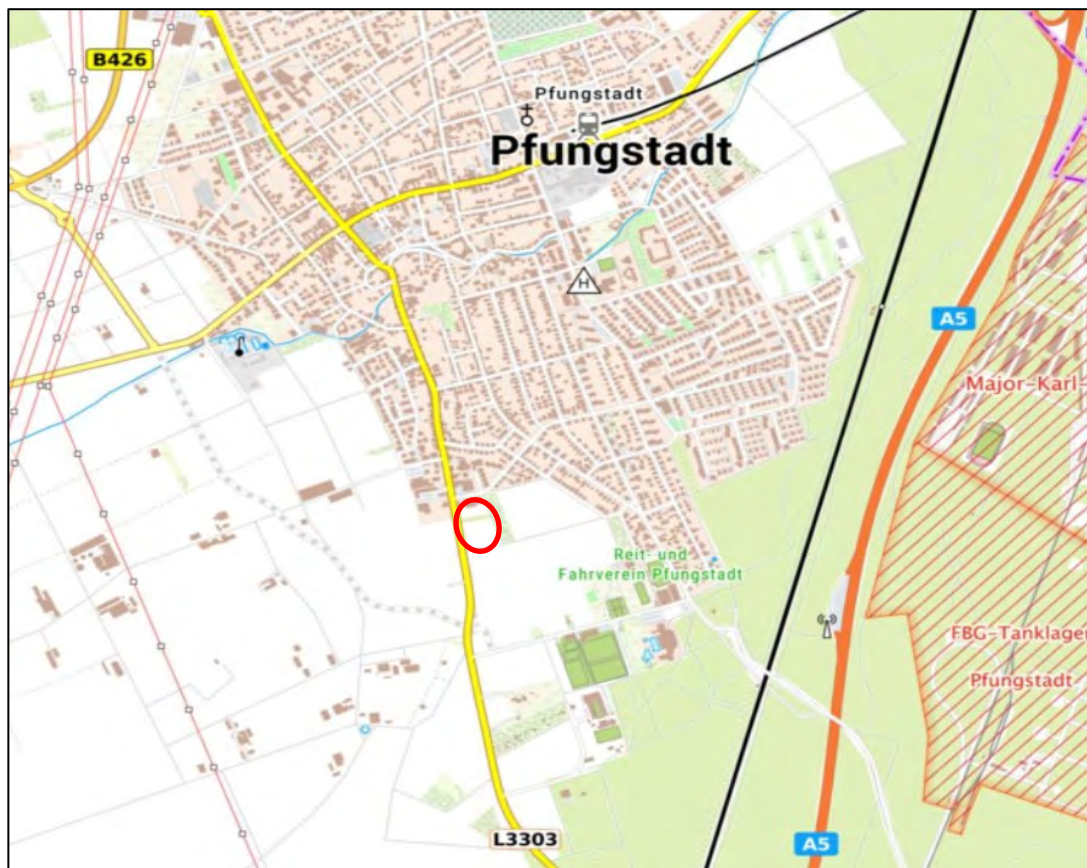 B426
Pfungstadt
Pfungstadt
H
A5
Major-Karl-
Reit- und
Fahrverein Pfungstadt
FBG-Tanklager
Pfungstadt
L3303
A5